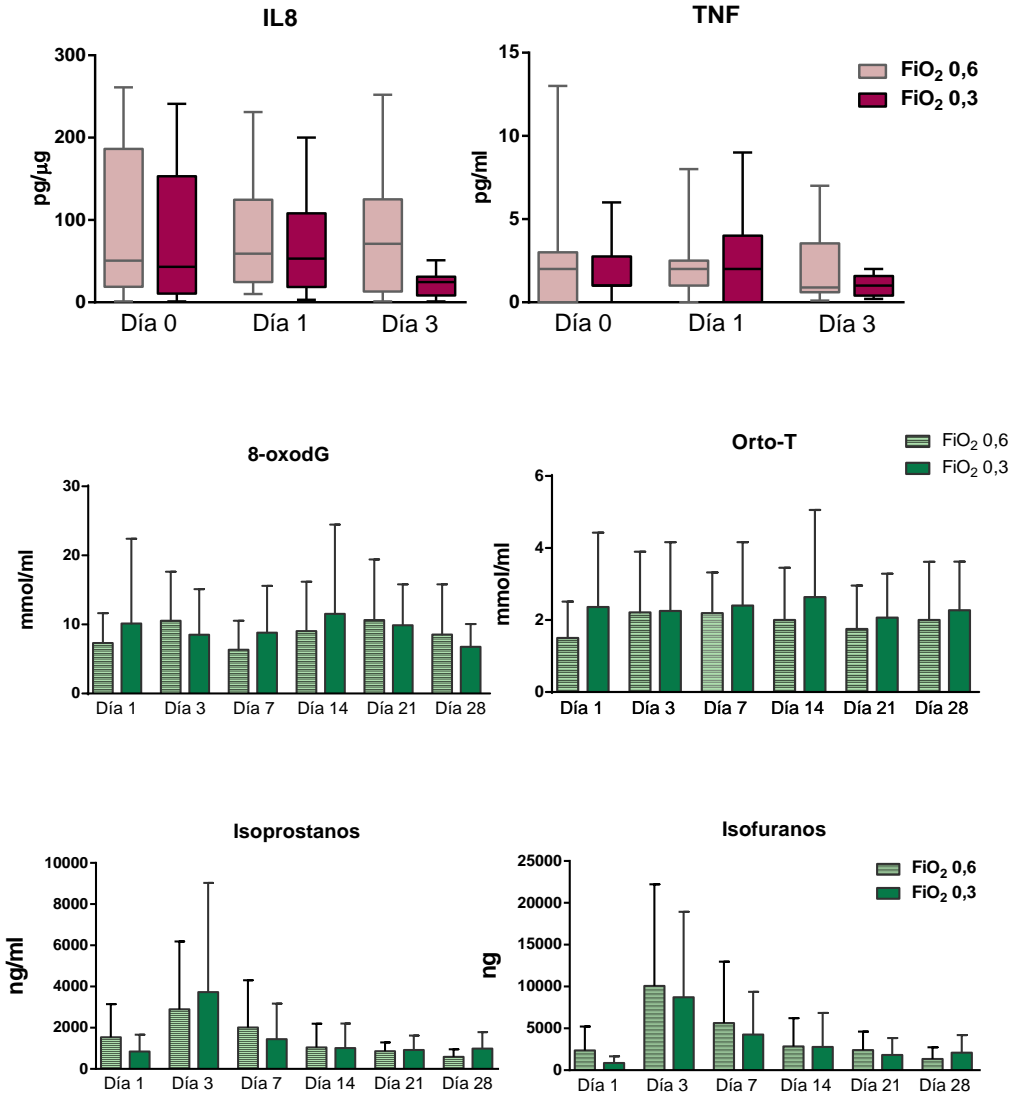 IL8
300
200
100
0
pg/µg
Día 0
Día 1
Día 3
TNF
15
10
5
0
pg/ml
Día 0
Día 1
Día 3
FiO2 0,6
FiO2 0,3
8-oxodG
30
20
10
0
mmol/ml
Día 1
Día 3
Día 7
Día 14
Día 21
Día 28
Orto-T
6
4
2
0
mmol/ml
Día 1
Día 3
Día 7
Día 14
Día 21
Día 28
FiO2 0,6
FiO2 0,3
Isoprostanos
10000
8000
6000
4000
2000
0
ng/ml
Día 1
Día 3
Día 7
Día 14
Día 21
Día 28
Isofuranos
25000
20000
15000
10000
5000
0
ng
Día 1
Día 3
Día 7
Día 14
Día 21
Día 28
FiO2 0,6
FiO2 0,3